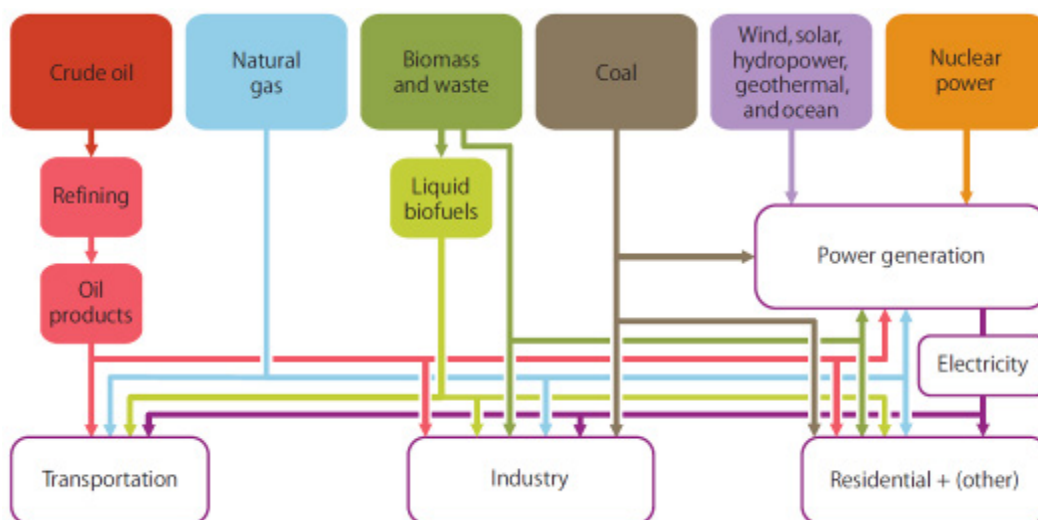 Crude oil
Natural
gas
Biomass
and waste
Coal
Wind, solar,
hydropower,
geothermal,
and ocean
Nuclear
power
Refining
Liquid
biofuels
Power generation
Oil
products
Electricity
Transportation
Industry
Residential + (other)